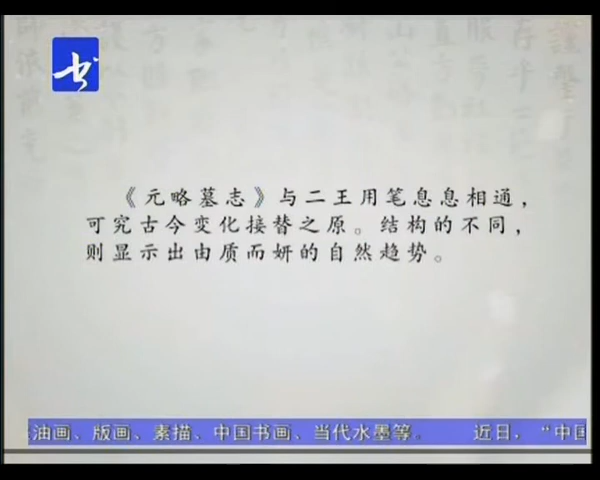 书
《元略墓志》与二王用笔息息相通，
可究古今变化接替之原。结构的不同，
则显示出由质而妍的自然趋势。
油画、版画、素描、中国书画、当代水墨等。 近日，“中国